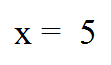 x = 5